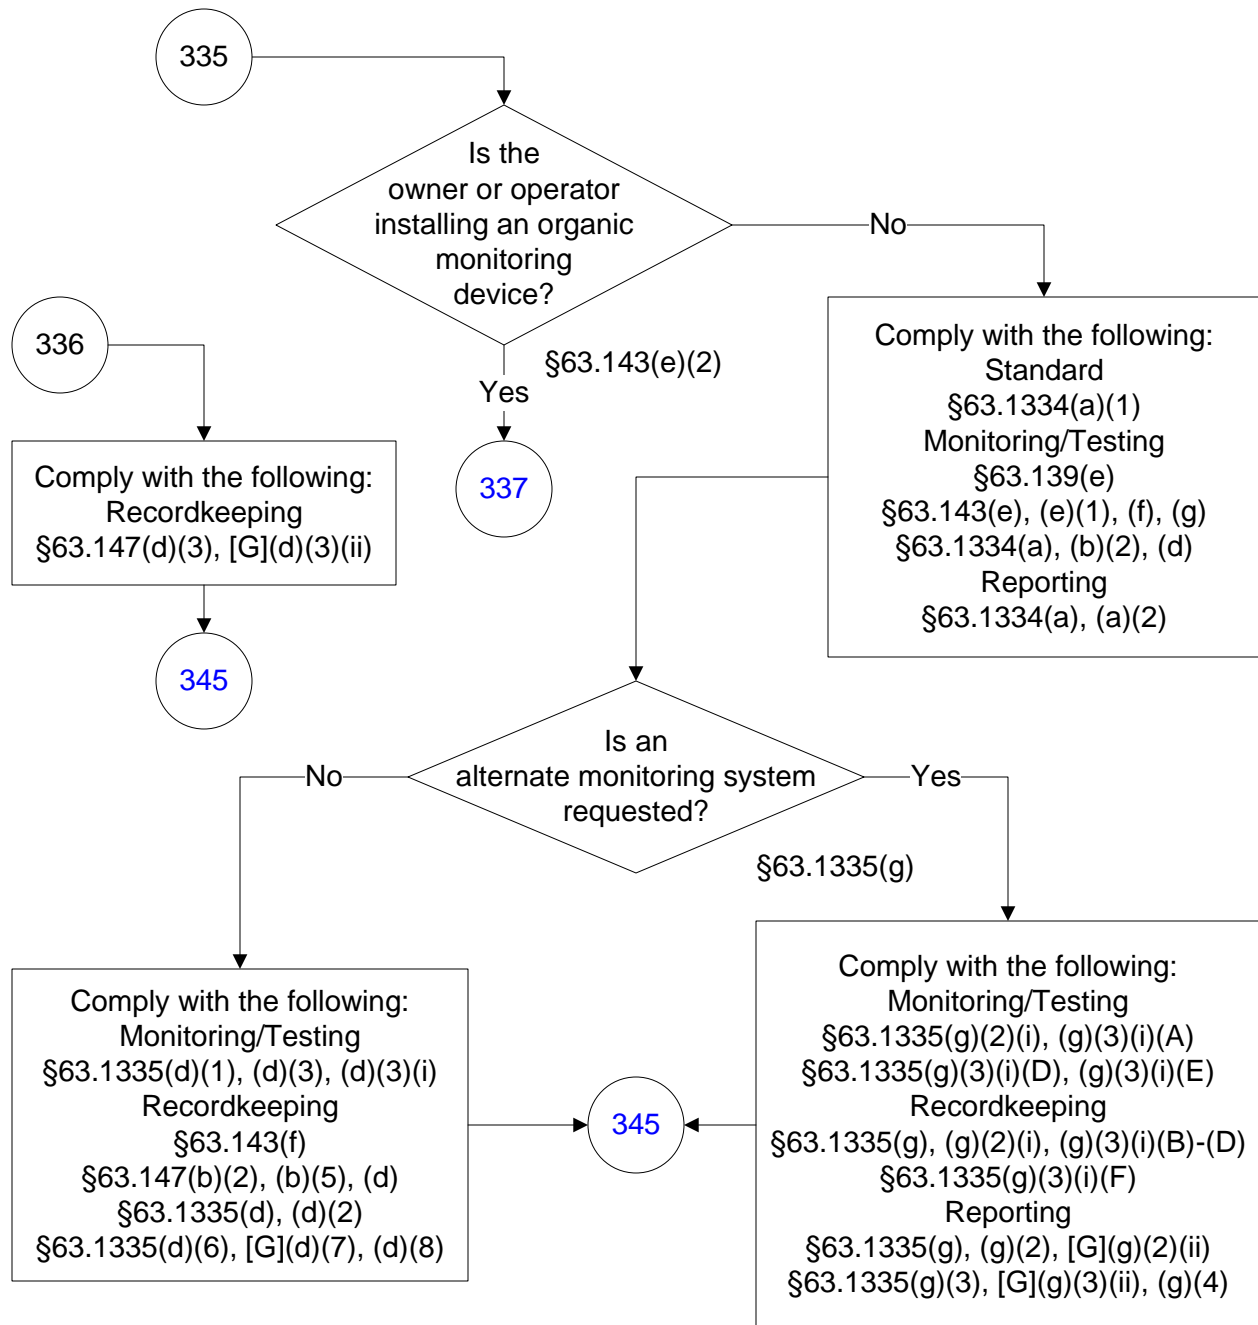 335
Is the
owner or operator
installing an organic
monitoring
device?
No
§63.143(e)(2)
Yes
337
336
Comply with the following:
Recordkeeping
§63.147(d)(3), [G](d)(3)(ii)
345
Comply with the following:
Standard
§63.1334(a)(1)
Monitoring/Testing
§63.139(e)
§63.143(e), (e)(1), (f), (g)
§63.1334(a), (b)(2), (d)
Reporting
§63.1334(a), (a)(2)
Is an
alternate monitoring system
requested?
No
Yes
§63.1335(g)
Comply with the following:
Monitoring/Testing
§63.1335(d)(1), (d)(3), (d)(3)(i)
Recordkeeping
§63.143(f)
§63.147(b)(2), (b)(5), (d)
§63.1335(d), (d)(2)
§63.1335(d)(6), [G](d)(7), (d)(8)
345
Comply with the following:
Monitoring/Testing
§63.1335(g)(2)(i), (g)(3)(i)(A)
§63.1335(g)(3)(i)(D), (g)(3)(i)(E)
Recordkeeping
§63.1335(g), (g)(2)(i), (g)(3)(i)(B)-(D)
§63.1335(g)(3)(i)(F)
Reporting
§63.1335(g), (g)(2), [G](g)(2)(ii)
§63.1335(g)(3), [G](g)(3)(ii), (g)(4)